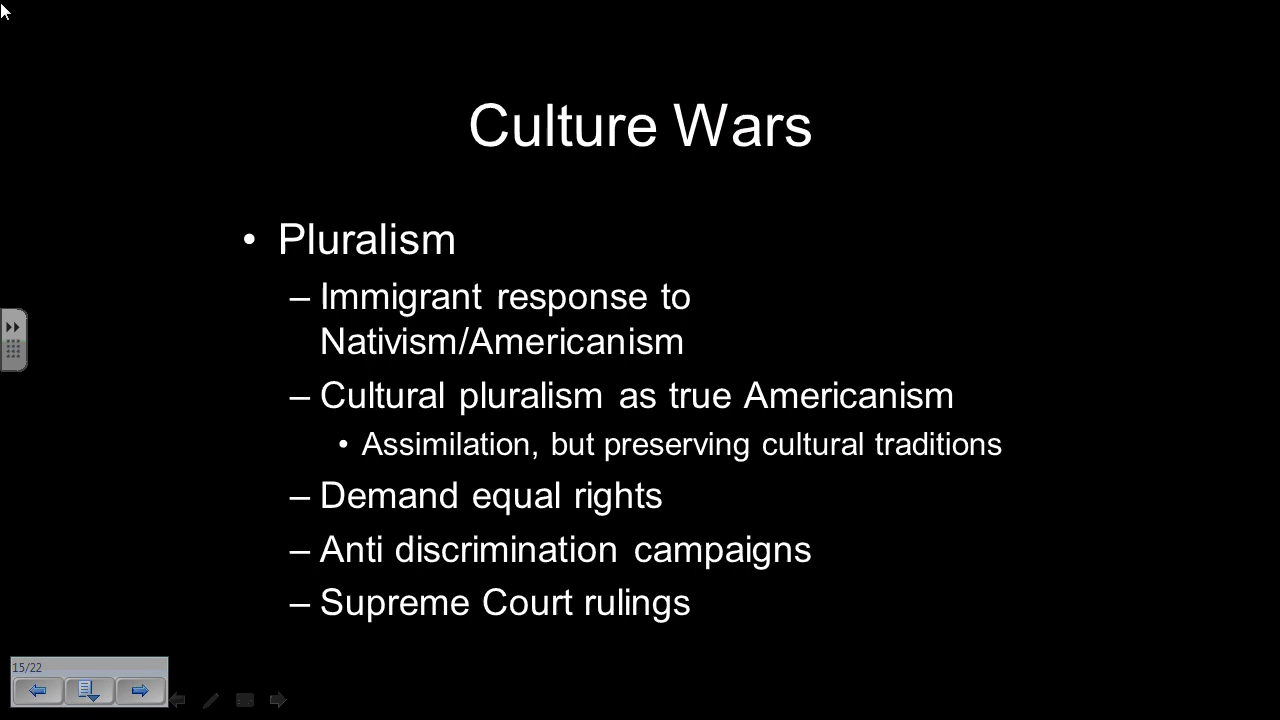 Culture Wars
• Pluralism
– Immigrant response to
Nativism/Americanism
– Cultural pluralism as true Americanism
• Assimilation, but preserving cultural traditions
– Demand equal rights
– Anti discrimination campaigns
– Supreme Court rulings
15/22